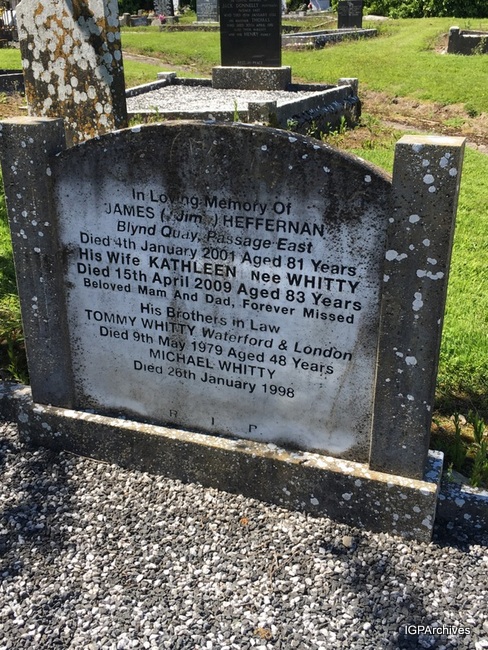 In Loving Memory Of
JAMES ("Jim") HEFFERNAN
Blynd Quay, Passage East
Died 4th January 2001 Aged 81 Years
His Wife KATHLEEN Nee WHITTY
Died 15th April 2009 Aged 83 Years
Beloved Mam And Dad, Forever Missed
His Brothers in Law
TOMMY WHITTY Waterford & London
Died 9th May 1979 Aged 48 Years
MICHAEL WHITTY
Died 26th January 1998
R I P
IGPArchives